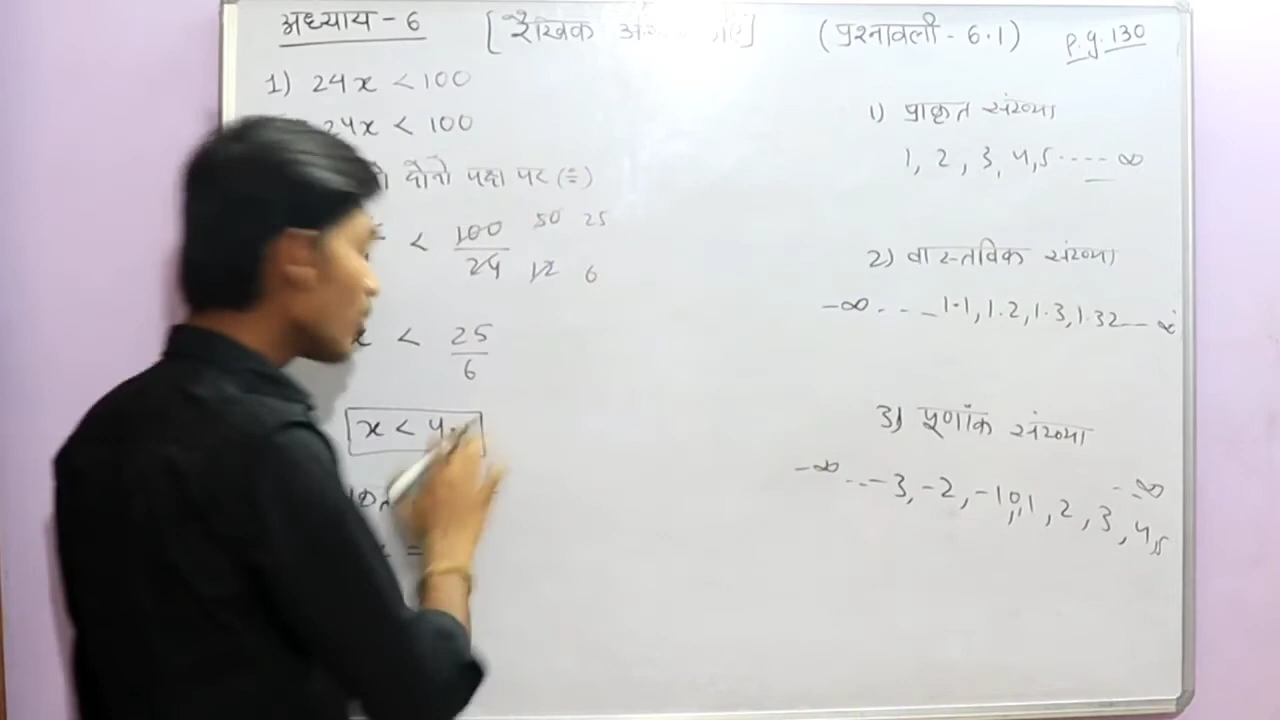 अध्याय - 6 [रैखिक (प्रश्नावली - 6.1) p.g. 130
1) 24x < 100
24x < 100
दोनो पक्ष पर (÷)
< 100/24 50 25 12 6
x < 25/6
x < 4.
=
1) प्राकृत संख्या
1, 2, 3, 4, 5 ..... ∞
2) वास्तविक संख्या
-∞ . . _ 1.1, 1.2, 1.3, 1.32 — ∞
3) पूर्णांक संख्या
-∞ ..-3, -2, -1, 0, 1, 2, 3, 4, 5 - ∞